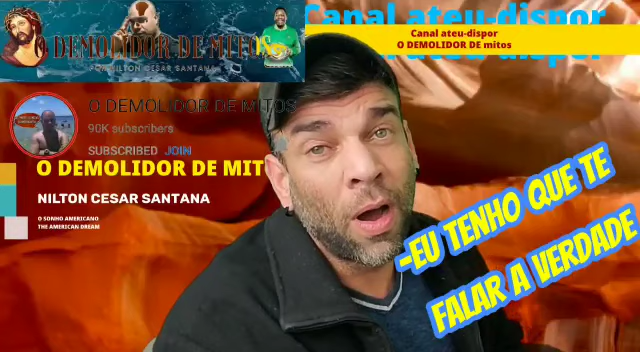 Canal ateu-dispor
Canal ateu-dispor
O DEMOLIDOR DE mitos
O DEMOLIDOR DE MITOS
POR NILTON CESAR SANTANA
O DEMOLIDOR DE MITOS
90K subscribers
SUBSCRIBED JOIN
O DEMOLIDOR DE MIT
NILTON CESAR SANTANA
O SONHO AMERICANO
THE AMERICAN DREAM
-EU TENHO QUE TE
FALAR A VERDADE